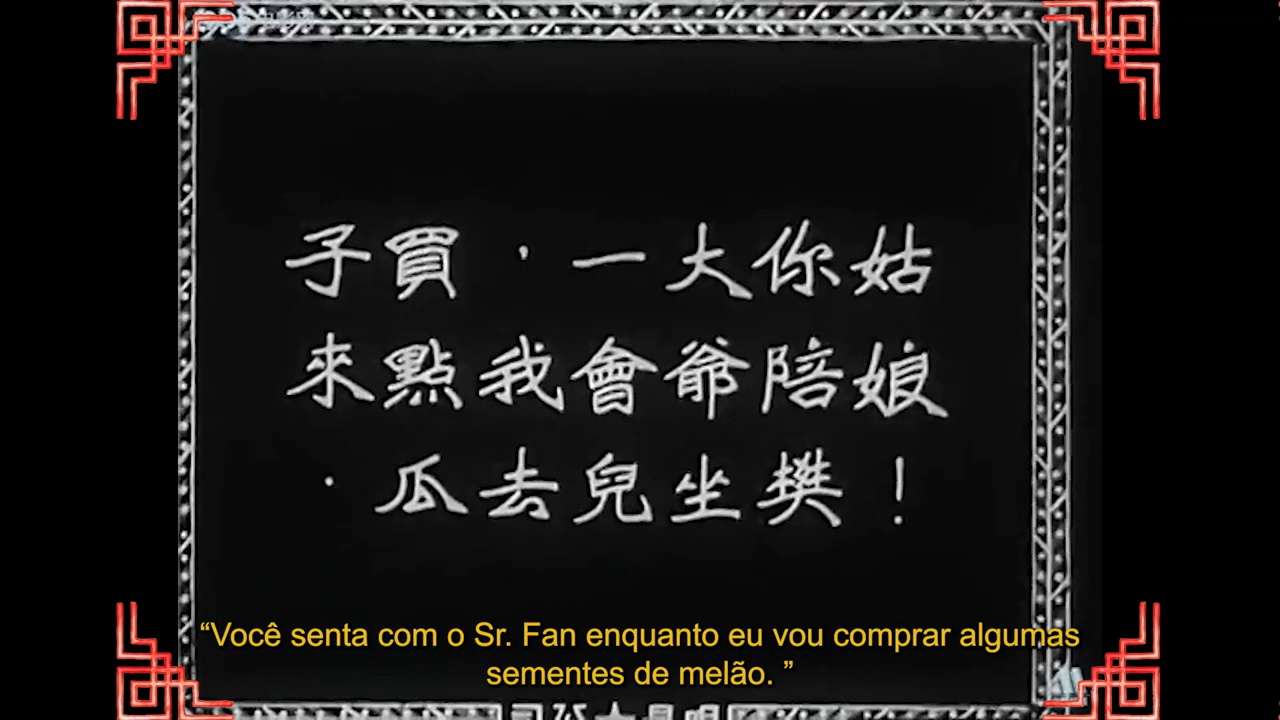 姑娘！
你陪樊
大爺坐
一會兒
，我去
買點瓜
子來．
“Você senta com o Sr. Fan enquanto eu vou comprar algumas
sementes de melão. ”